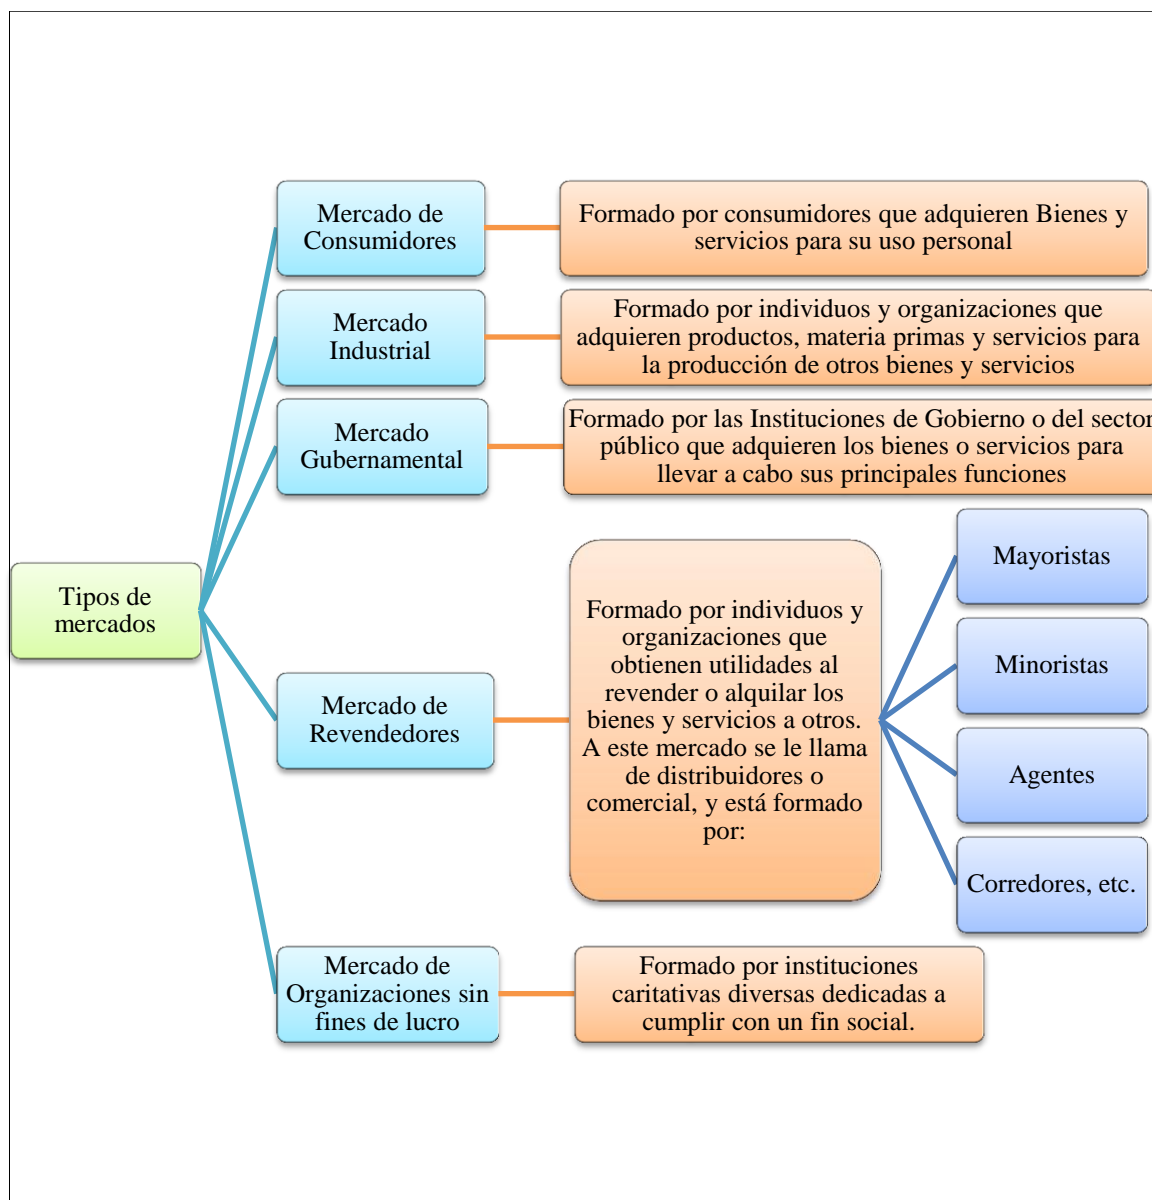 Tipos de
mercados
Mercado de
Consumidores
Formado por consumidores que adquieren Bienes y
servicios para su uso personal
Mercado
Industrial
Formado por individuos y organizaciones que
adquieren productos, materia primas y servicios para
la producción de otros bienes y servicios
Mercado
Gubernamental
Formado por las Instituciones de Gobierno o del sector
público que adquieren los bienes o servicios para
llevar a cabo sus principales funciones
Mercado de
Revendedores
Formado por individuos y
organizaciones que
obtienen utilidades al
revender o alquilar los
bienes y servicios a otros.
A este mercado se le llama
de distribuidores o
comercial, y está formado
por:
Mayoristas
Minoristas
Agentes
Corredores, etc.
Mercado de
Organizaciones sin
fines de lucro
Formado por instituciones
caritativas diversas dedicadas a
cumplir con un fin social.